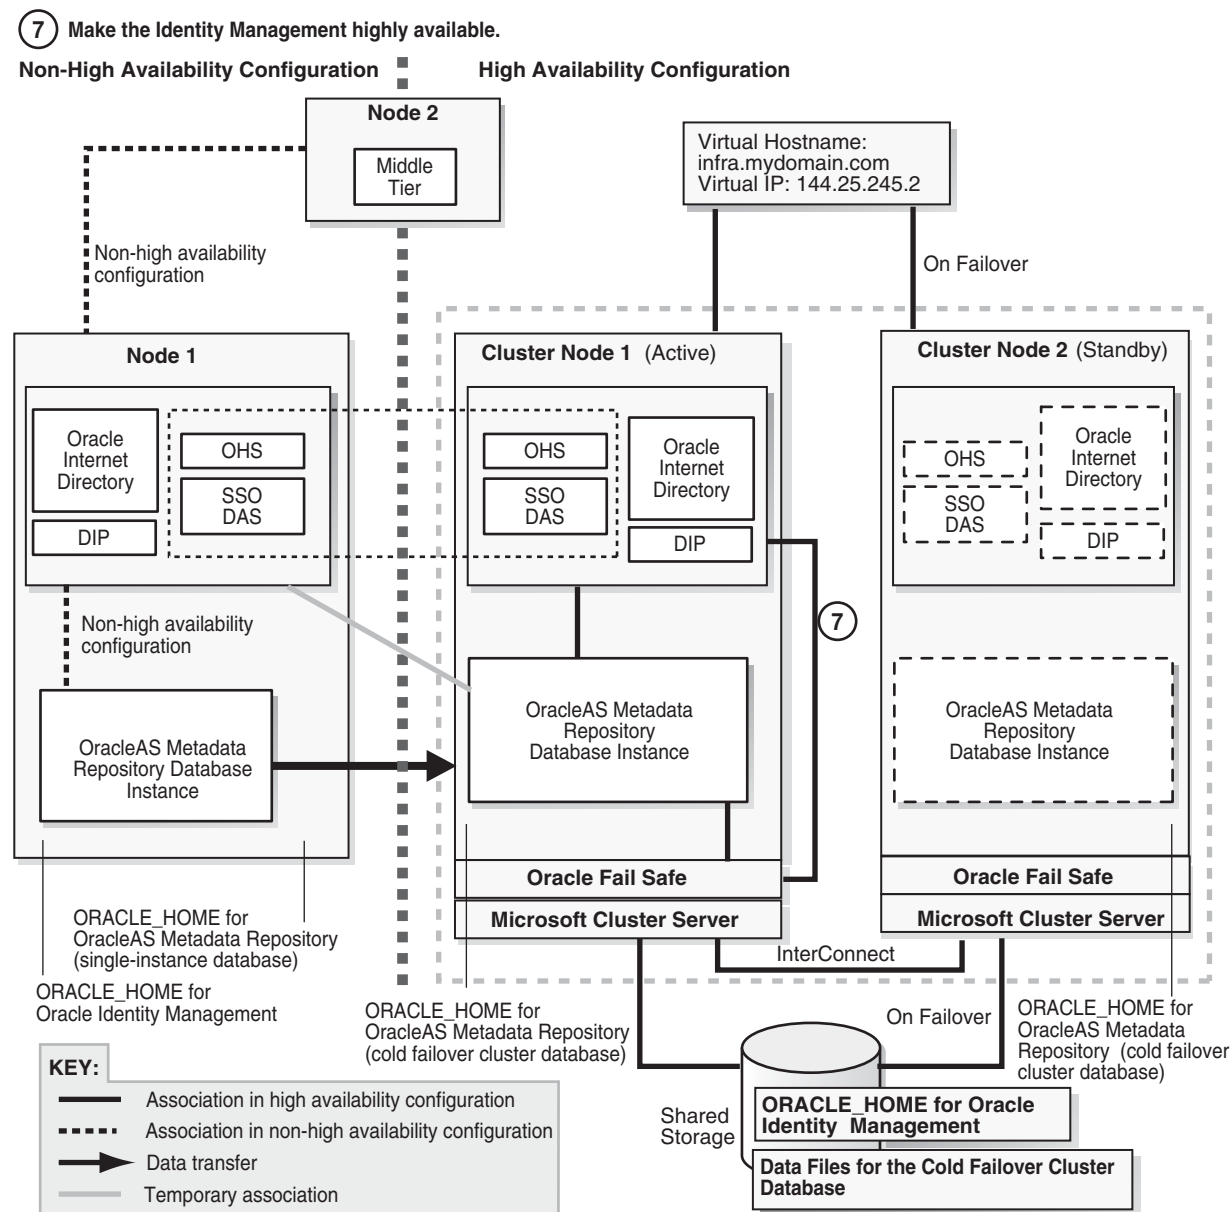 7 Make the Identity Management highly available.
Non-High Availability Configuration
High Availability Configuration
Node 2
Middle
Tier
Virtual Hostname:
infra.mydomain.com
Virtual IP: 144.25.245.2
Non-high availability
configuration
On Failover
Node 1
Oracle
Internet
Directory
DIP
OHS
SSO
DAS
Non-high availability
configuration
OracleAS Metadata
Repository Database
Instance
Cluster Node 1 (Active)
OHS
SSO
DAS
Oracle
Internet
Directory
DIP
7
OracleAS Metadata
Repository
Database Instance
Oracle Fail Safe
Microsoft Cluster Server
Cluster Node 2 (Standby)
OHS
SSO
DAS
Oracle
Internet
Directory
DIP
OracleAS Metadata
Repository
Database Instance
Oracle Fail Safe
Microsoft Cluster Server
InterConnect
ORACLE_HOME for
OracleAS Metadata Repository
(single-instance database)
ORACLE_HOME for
Oracle Identity Management
ORACLE_HOME for
OracleAS Metadata Repository
(cold failover cluster database)
On Failover
ORACLE_HOME for
OracleAS Metadata
Repository (cold failover
cluster database)
Shared
Storage
ORACLE_HOME for Oracle
Identity Management
Data Files for the Cold Failover Cluster
Database
KEY:
Association in high availability configuration
Association in non-high availability configuration
Data transfer
Temporary association